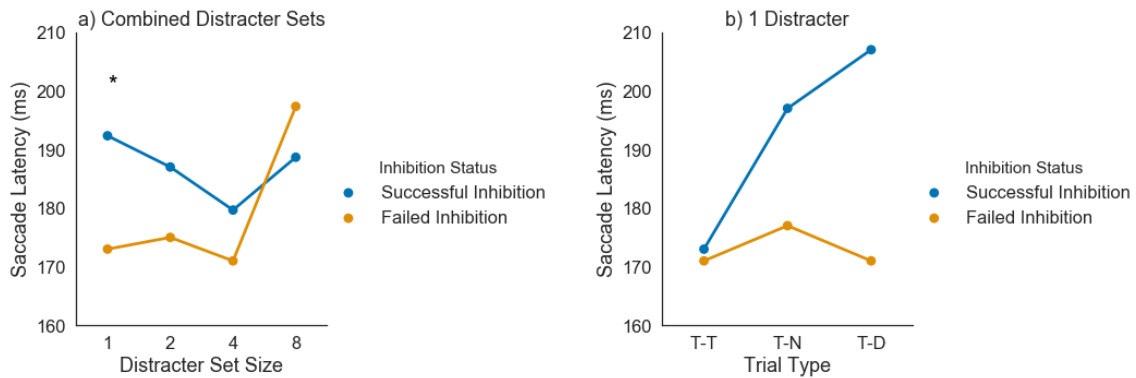 a) Combined Distracter Sets
210
200
190
180
170
160
Saccade Latency (ms)
*
1 2 4 8
Distracter Set Size
Inhibition Status
Successful Inhibition
Failed Inhibition
b) 1 Distracter
210
200
190
180
170
160
Saccade Latency (ms)
T-T T-N T-D
Trial Type
Inhibition Status
Successful Inhibition
Failed Inhibition